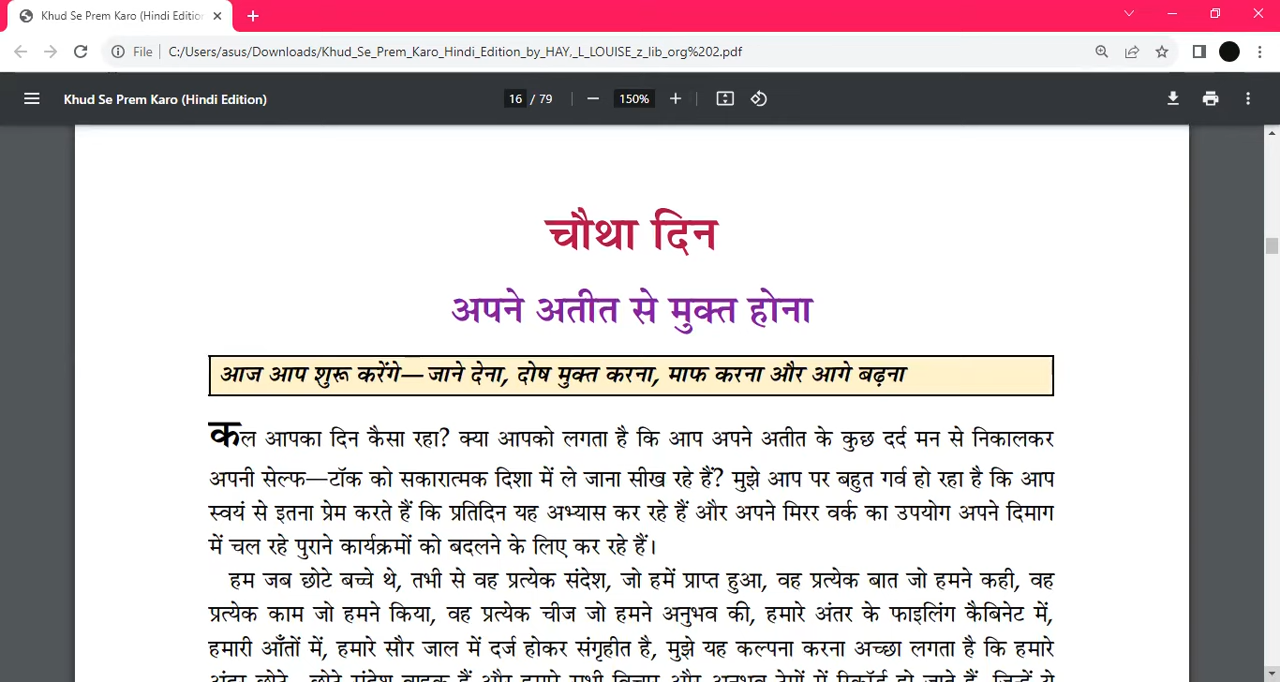 Khud Se Prem Karo (Hindi Edition
File
C:/Users/asus/Downloads/Khud_Se_Prem_Karo_Hindi_Edition_by_HAY,_L_LOUISE_z_lib_org%202.pdf
Khud Se Prem Karo (Hindi Edition)
16 / 79
150%
चौथा दिन
अपने अतीत से मुक्त होना
आज आप शुरू करेंगे—जाने देना, दोष मुक्त करना, माफ करना और आगे बढ़ना
कल आपका दिन कैसा रहा? क्या आपको लगता है कि आप अपने अतीत के कुछ दर्द मन से निकालकर
अपनी सेल्फ—टॉक को सकारात्मक दिशा में ले जाना सीख रहे हैं? मुझे आप पर बहुत गर्व हो रहा है कि आप
स्वयं से इतना प्रेम करते हैं कि प्रतिदिन यह अभ्यास कर रहे हैं और अपने मिरर वर्क का उपयोग अपने दिमाग
में चल रहे पुराने कार्यक्रमों को बदलने के लिए कर रहे हैं।
हम जब छोटे बच्चे थे, तभी से वह प्रत्येक संदेश, जो हमें प्राप्त हुआ, वह प्रत्येक बात जो हमने कही, वह
प्रत्येक काम जो हमने किया, वह प्रत्येक चीज जो हमने अनुभव की, हमारे अंतर के फाइलिंग कैबिनेट में,
हमारी आँतों में, हमारे सौर जाल में दर्ज होकर संगृहीत है, मुझे यह कल्पना करना अच्छा लगता है कि हमारे